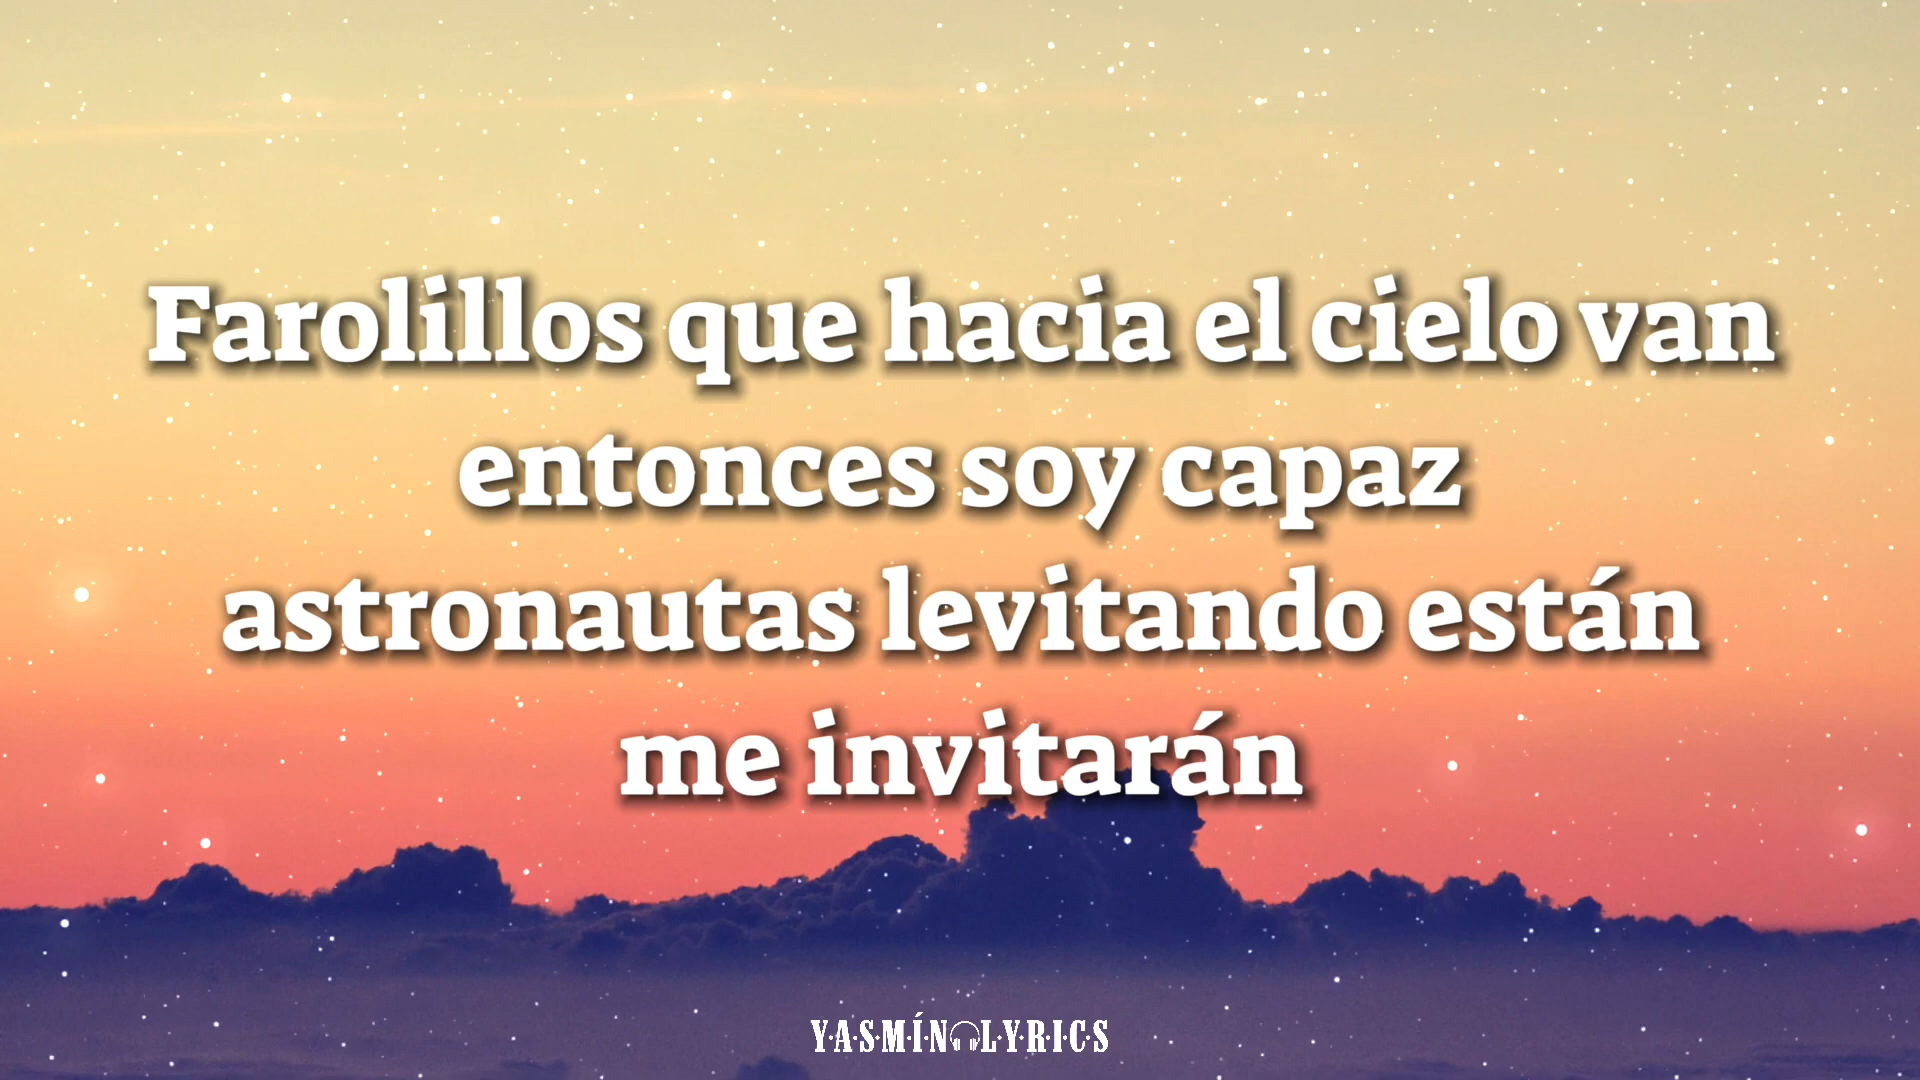 Farolillos que hacia el cielo van
entonces soy capaz
astronautas levitando están
me invitarán
YASMÍN LYRICS